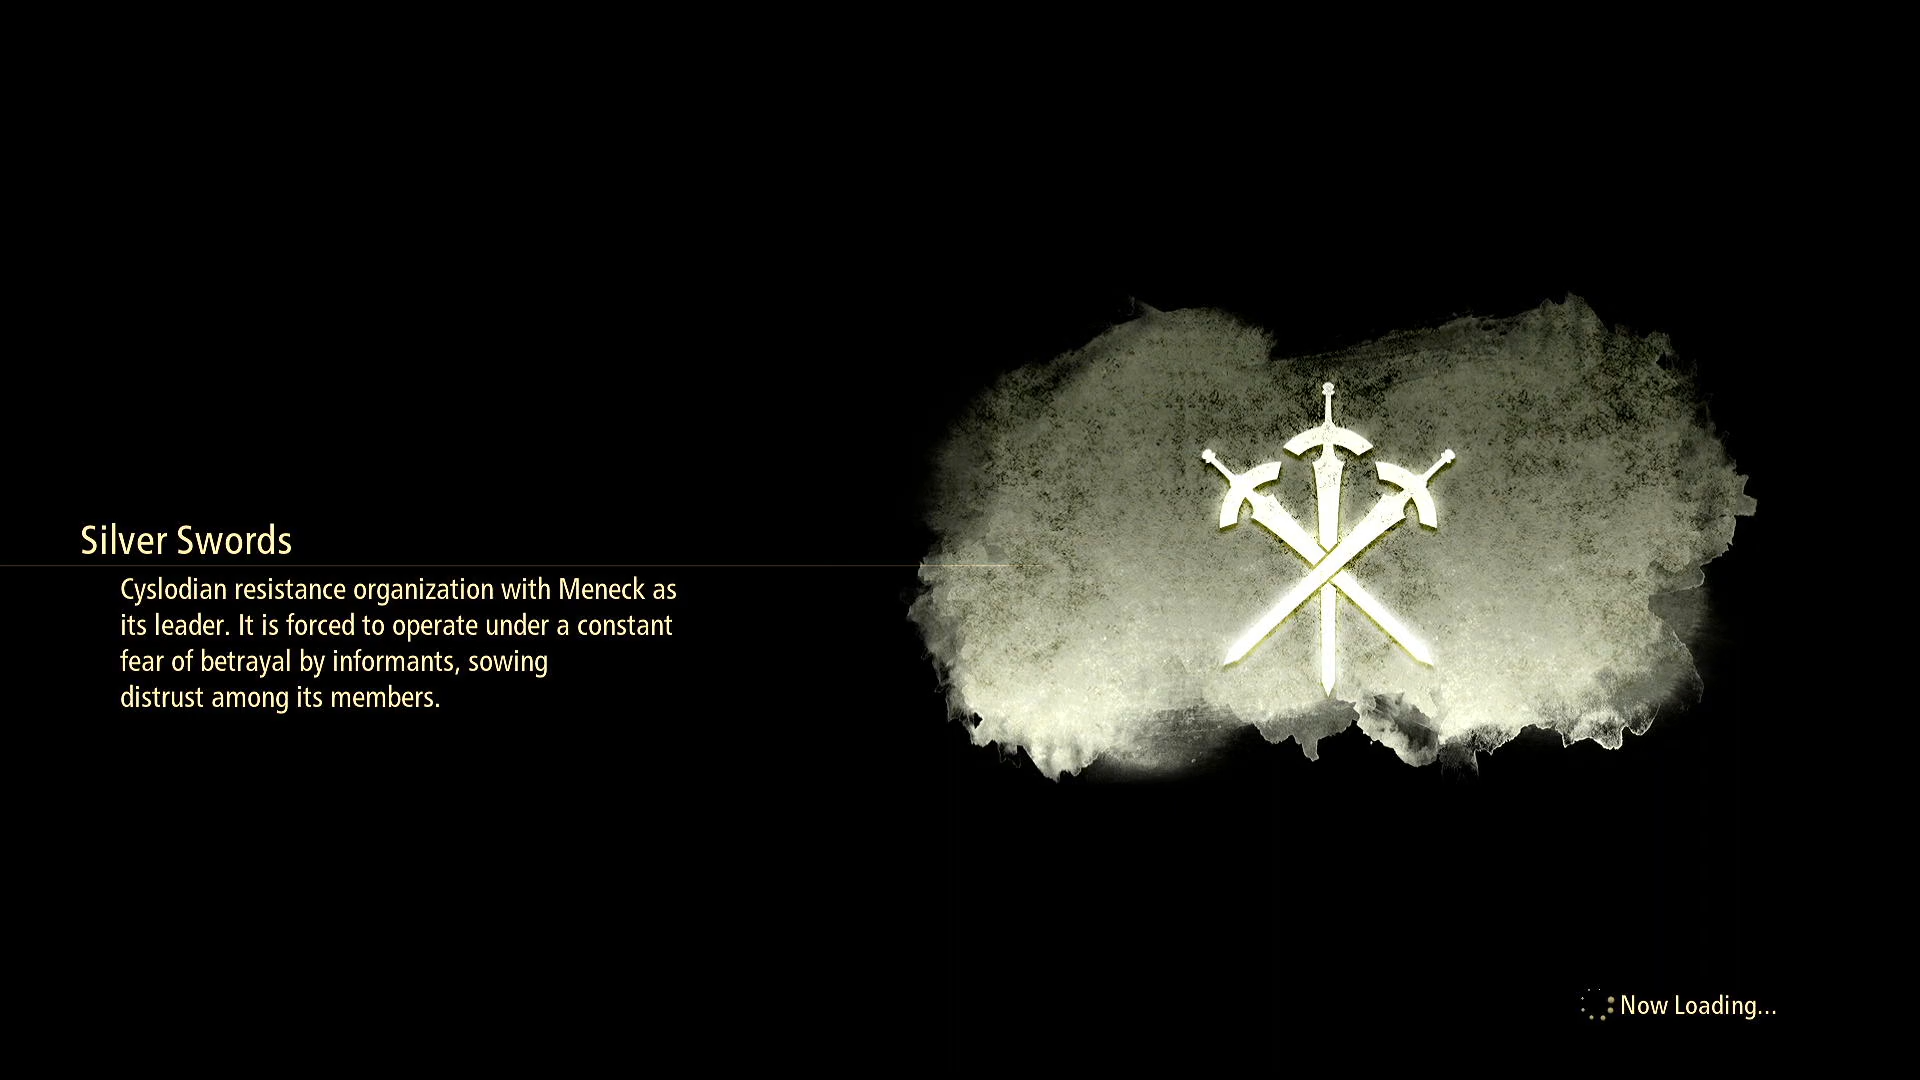 Silver Swords
Cyslodian resistance organization with Meneck as
its leader. It is forced to operate under a constant
fear of betrayal by informants, sowing
distrust among its members.
Now Loading...